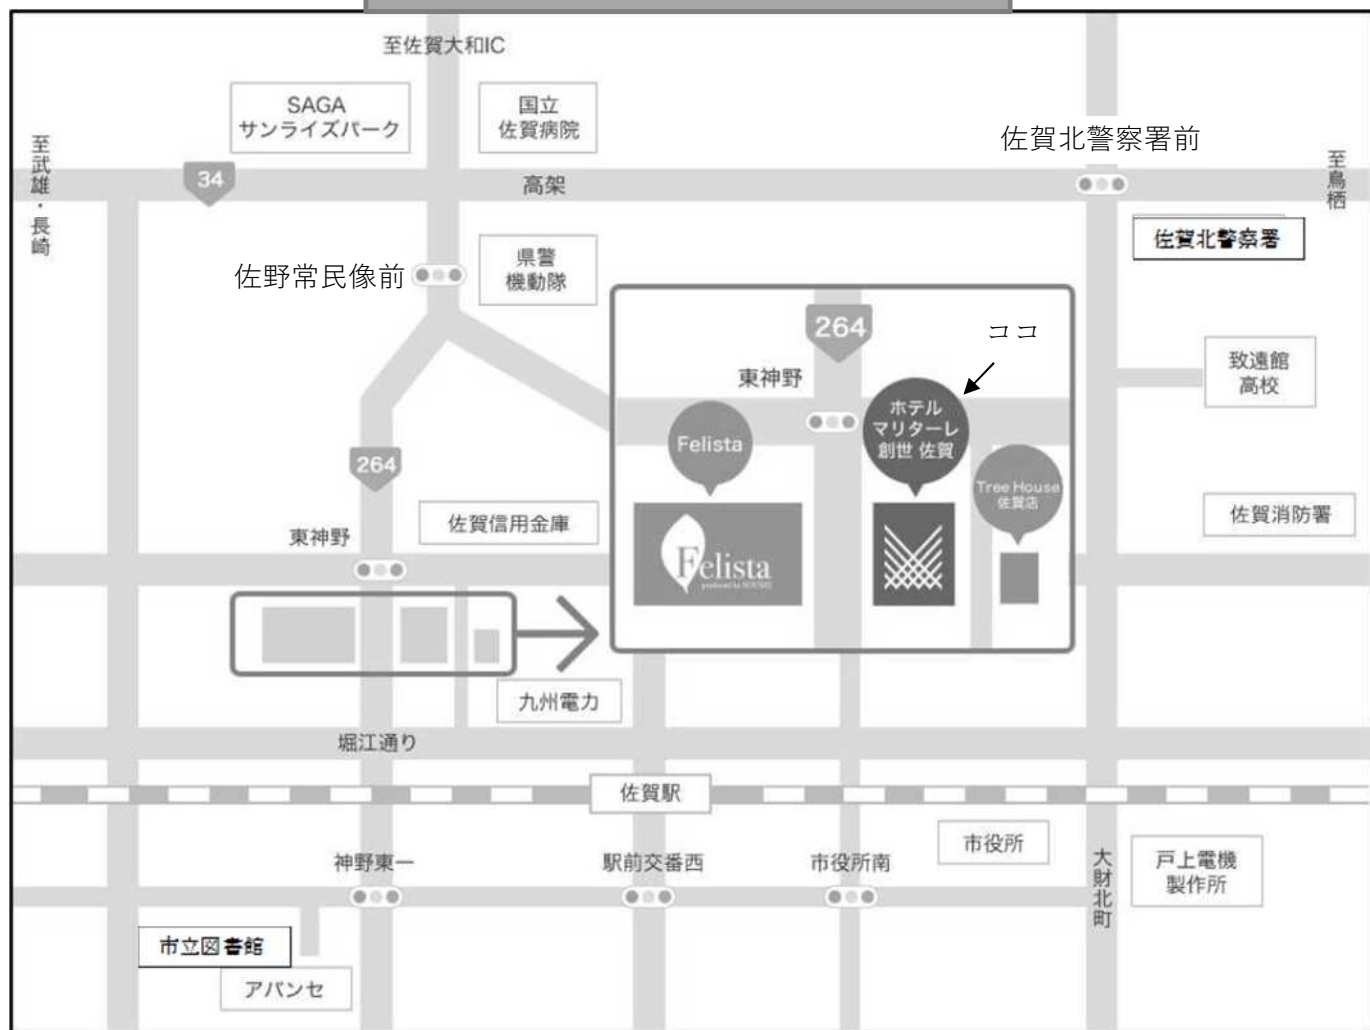 至佐賀大和IC
SAGA
サンライズパーク
国立
佐賀病院
佐賀北警察署前
至武雄・長崎
34
高架
至鳥栖
佐賀北警察署
佐野常民像前
県警
機動隊
264
ココ
東神野
致遠館
高校
ホテル
マリターレ
創世 佐賀
Felista
264
Tree House
佐賀店
佐賀信用金庫
佐賀消防署
東神野
Felista
九州電力
堀江通り
佐賀駅
市役所
神野東一
駅前交番西
市役所南
大財北町
戸上電機
製作所
市立図書館
アバンセ